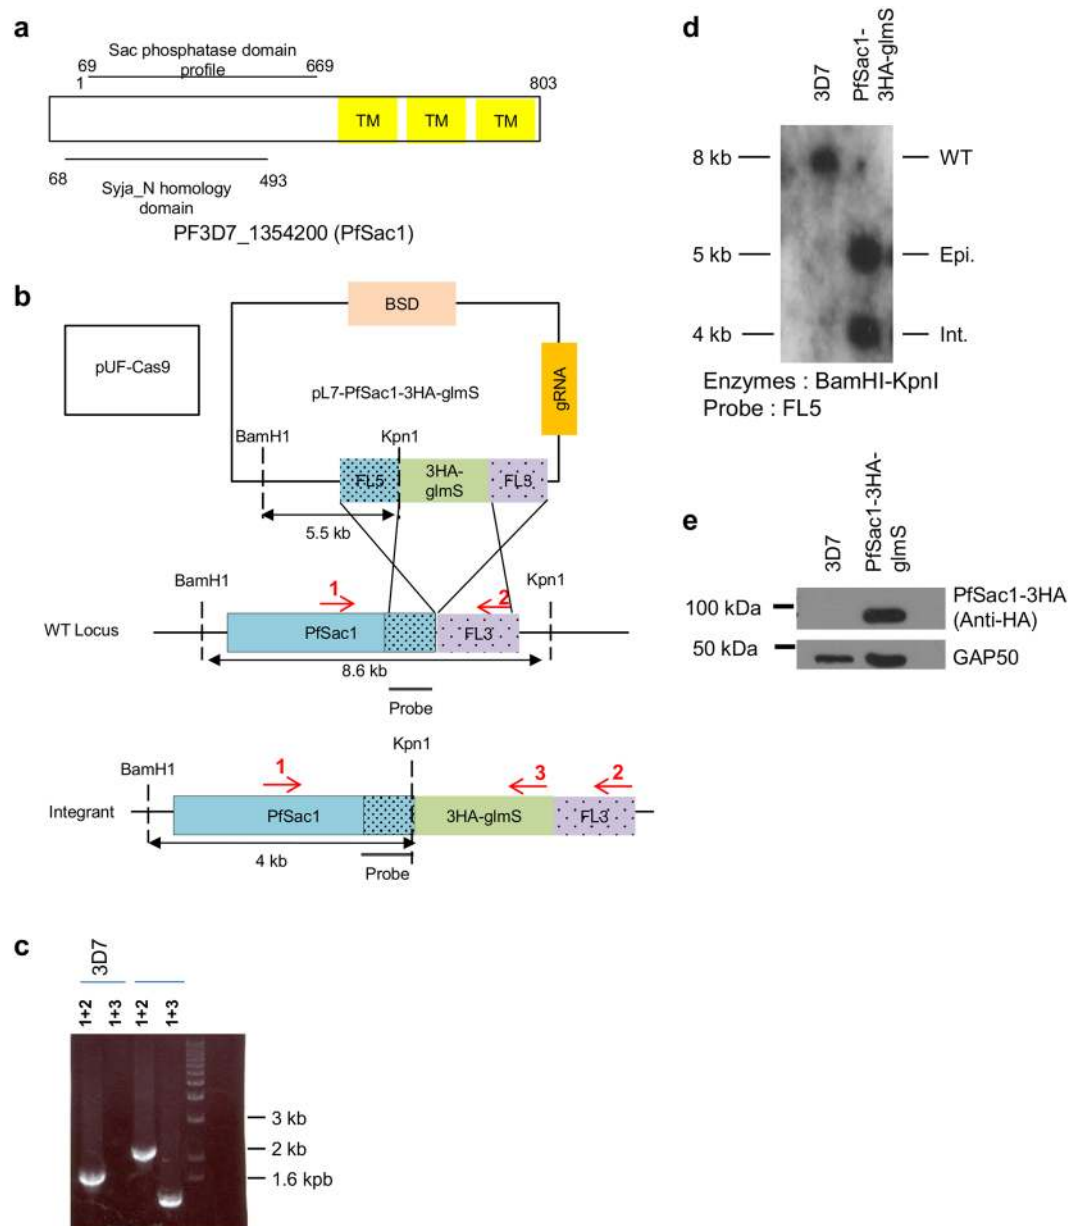 a
Sac phosphatase domain
profile
69
669
1
803
TM
TM
TM
68
493
Syja_N homology
domain
PF3D7_1354200 (PfSac1)
b
BSD
pUF-Cas9
gRNA
pL7-PfSac1-3HA-glmS
BamH1
Kpn1
FL5
3HA-
glmS
FL3
5.5 kb
BamH1
1
2
Kpn1
WT Locus
PfSac1
FL3
8.6 kb
Probe
Kpn1
BamH1
1
3
2
Integrant
PfSac1
3HA-glmS
FL3
4 kb
Probe
c
3D7
1+2
1+3
1+2
1+3
3 kb
2 kb
1.6 kpb
d
3D7
PfSac1-
3HA-glmS
8 kb
WT
5 kb
Epi.
4 kb
Int.
Enzymes : BamHI-KpnI
Probe : FL5
e
3D7
PfSac1-3HA-
glmS
100 kDa
PfSac1-3HA
(Anti-HA)
50 kDa
GAP50